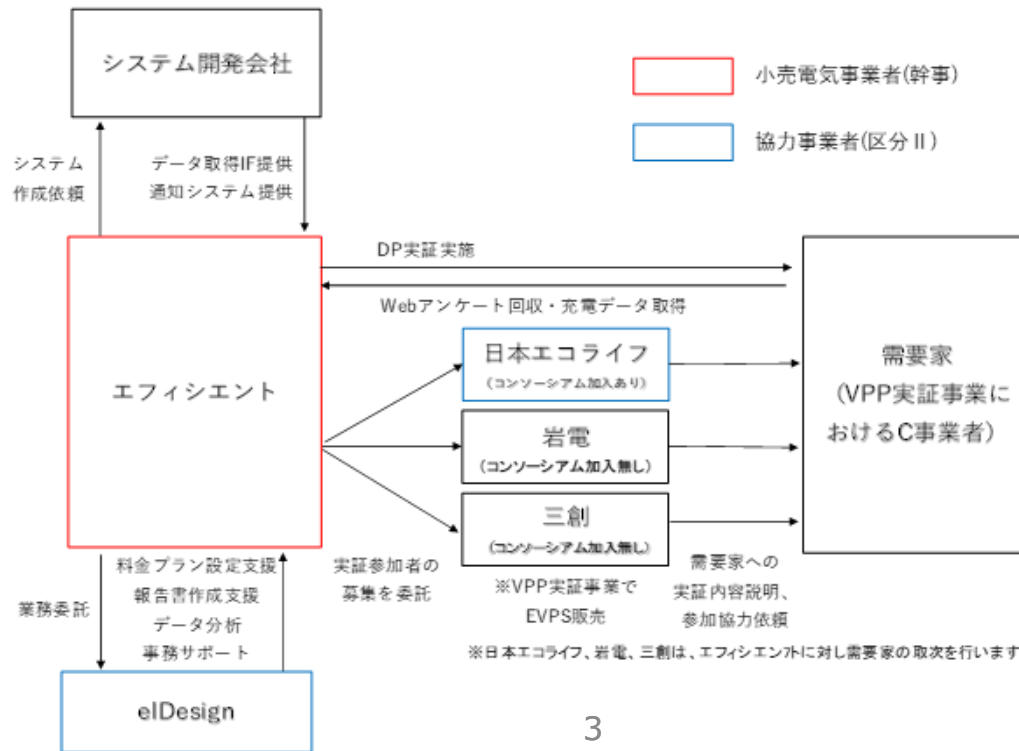 システム開発会社
小売電気事業者(幹事)
協力事業者(区分Ⅱ)
システム
作成依頼
データ取得IF提供
通知システム提供
DP実証実施
Webアンケート回収・充電データ取得
エフィシエント
日本エコライフ
(コンソーシアム加入あり)
岩電
(コンソーシアム加入無し)
三創
(コンソーシアム加入無し)
需要家
(VPP実証事業に
おけるC事業者)
業務委託
料金プラン設定支援
報告書作成支援
データ分析
事務サポート
実証参加者の
募集を委託
※VPP実証事業で
EVPS販売
需要家への
実証内容説明、
参加協力依頼
※日本エコライフ、岩電、三創は、エフィシエントに対し需要家の取次を行います
elDesign
3